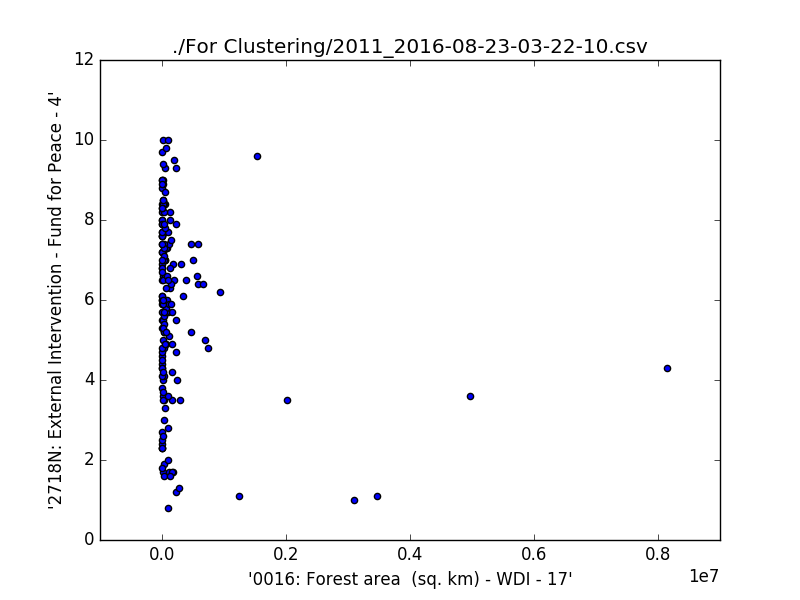 ./For Clustering/2011_2016-08-23-03-22-10.csv
12
10
8
6
4
2
0
'2718N: External Intervention - Fund for Peace - 4'
0.0 0.2 0.4 0.6 0.8
1e7
'0016: Forest area  (sq. km) - WDI - 17'